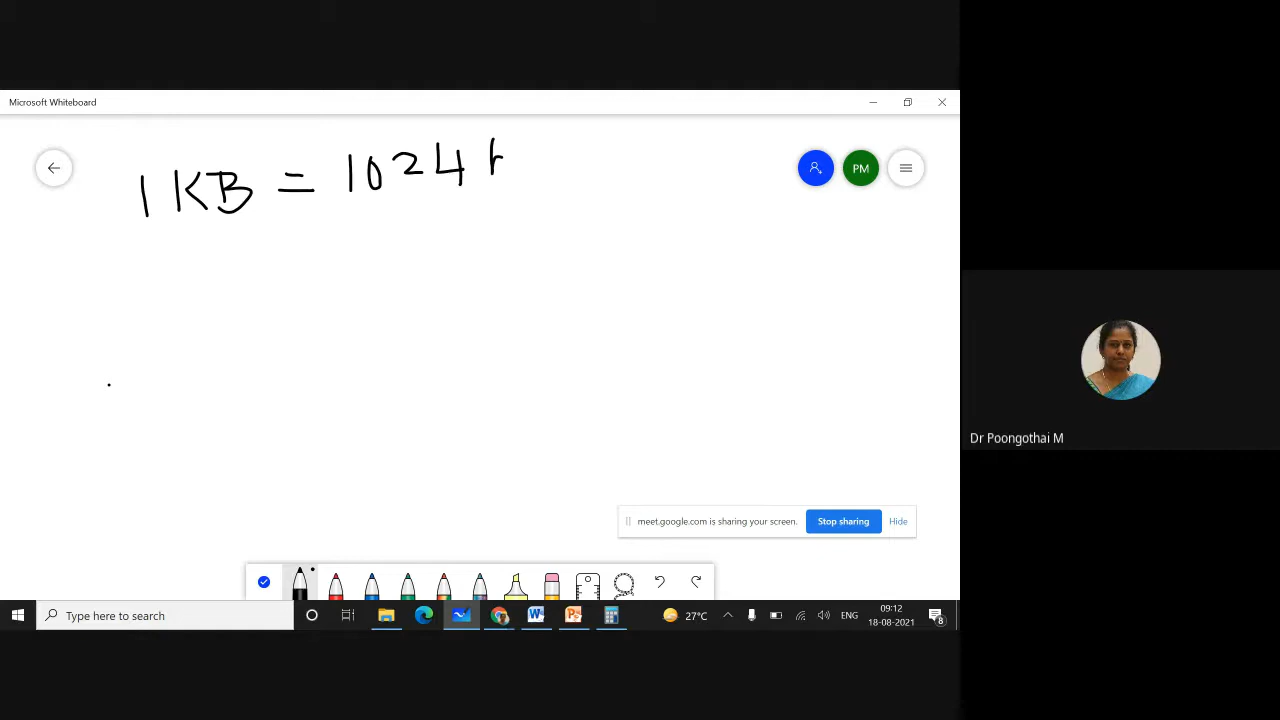 Microsoft Whiteboard
1 KB = 1024
PM
Dr Poongothai M
meet.google.com is sharing your screen.
Stop sharing
Hide
Type here to search
27°C
ENG
09:12
18-08-2021
8